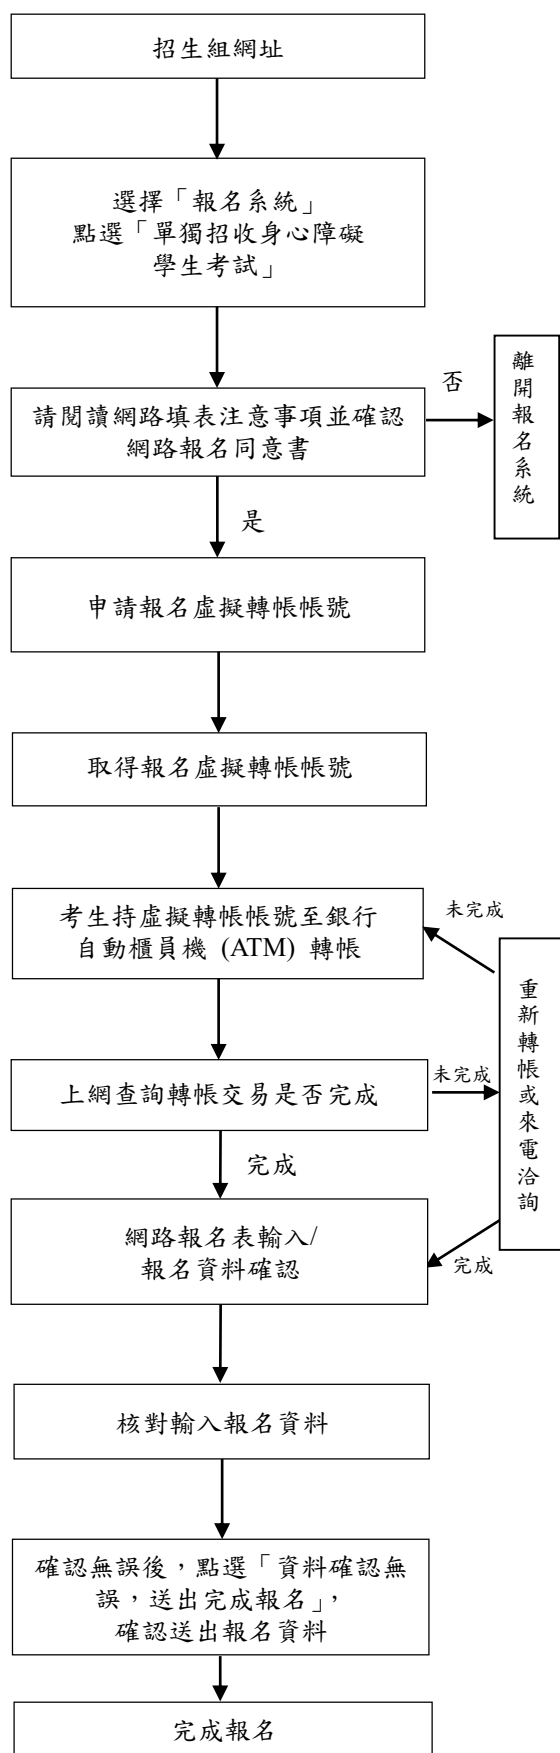 招生組網址
選擇「報名系統」
點選「單獨招收身心障礙
學生考試」
請閱讀網路填表注意事項並確認
網路報名同意書
否
離開報名系統
是
申請報名虛擬轉帳帳號
取得報名虛擬轉帳帳號
考生持虛擬轉帳帳號至銀行
自動櫃員機 (ATM) 轉帳
未完成
重新轉帳或來電洽詢
上網查詢轉帳交易是否完成
未完成
完成
網路報名表輸入/
報名資料確認
完成
核對輸入報名資料
確認無誤後，點選「資料確認無
誤，送出完成報名」，
確認送出報名資料
完成報名